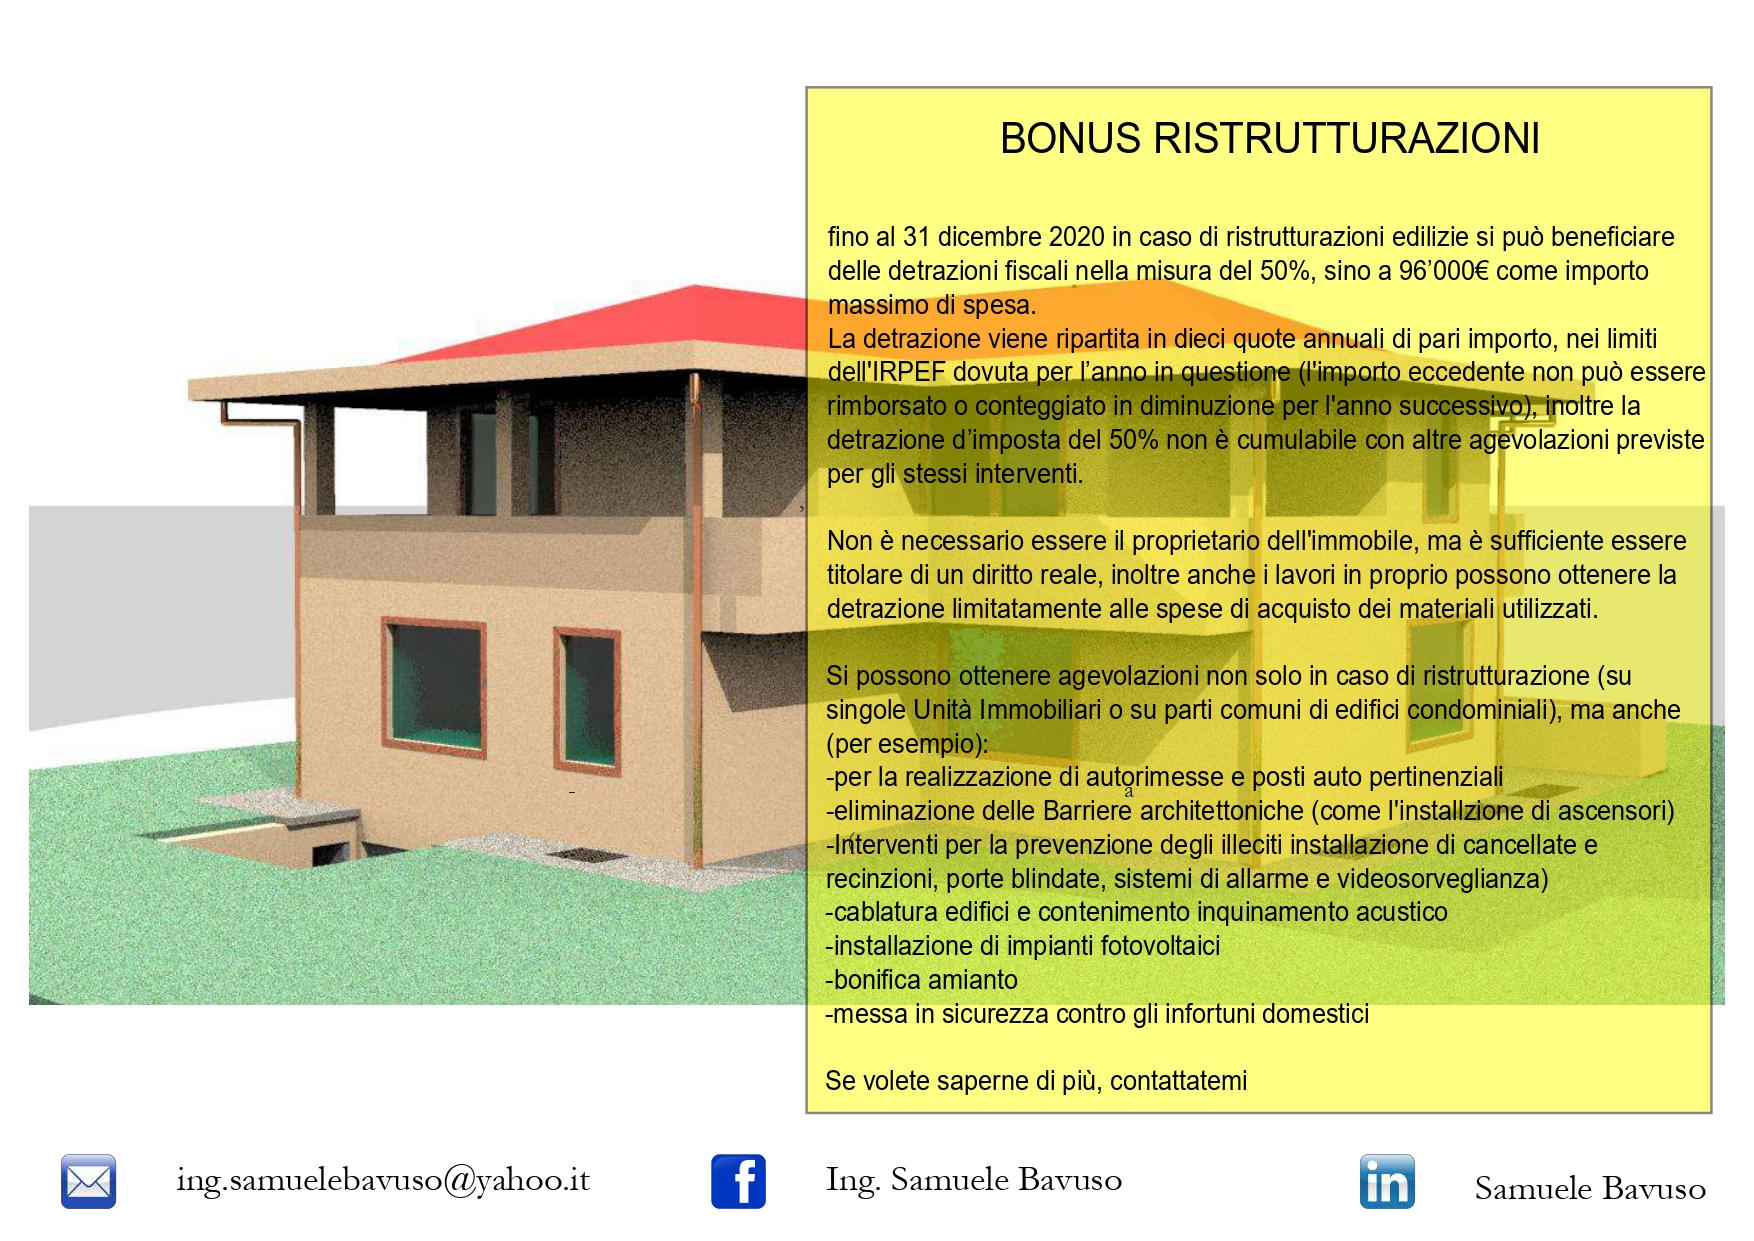 BONUS RISTRUTTURAZIONI
fino al 31 dicembre 2020 in caso di ristrutturazioni edilizie si può beneficiare
delle detrazioni fiscali nella misura del 50%, sino a 96’000€ come importo
massimo di spesa.
La detrazione viene ripartita in dieci quote annuali di pari importo, nei limiti
dell'IRPEF dovuta per l’anno in questione (l'importo eccedente non può essere
rimborsato o conteggiato in diminuzione per l'anno successivo), inoltre la
detrazione d’imposta del 50% non è cumulabile con altre agevolazioni previste
per gli stessi interventi.
Non è necessario essere il proprietario dell'immobile, ma è sufficiente essere
titolare di un diritto reale, inoltre anche i lavori in proprio possono ottenere la
detrazione limitatamente alle spese di acquisto dei materiali utilizzati.
Si possono ottenere agevolazioni non solo in caso di ristrutturazione (su
singole Unità Immobiliari o su parti comuni di edifici condominiali), ma anche
(per esempio):
-per la realizzazione di autorimesse e posti auto pertinenziali
a
-eliminazione delle Barriere architettoniche (come l'installzione di ascensori)
-Interventi per la prevenzione degli illeciti installazione di cancellate e
recinzioni, porte blindate, sistemi di allarme e videosorveglianza)
-cablatura edifici e contenimento inquinamento acustico
-installazione di impianti fotovoltaici
-bonifica amianto
-messa in sicurezza contro gli infortuni domestici
Se volete saperne di più, contattatemi
ing.samuelebavuso@yahoo.it
f Ing. Samuele Bavuso
in Samuele Bavuso